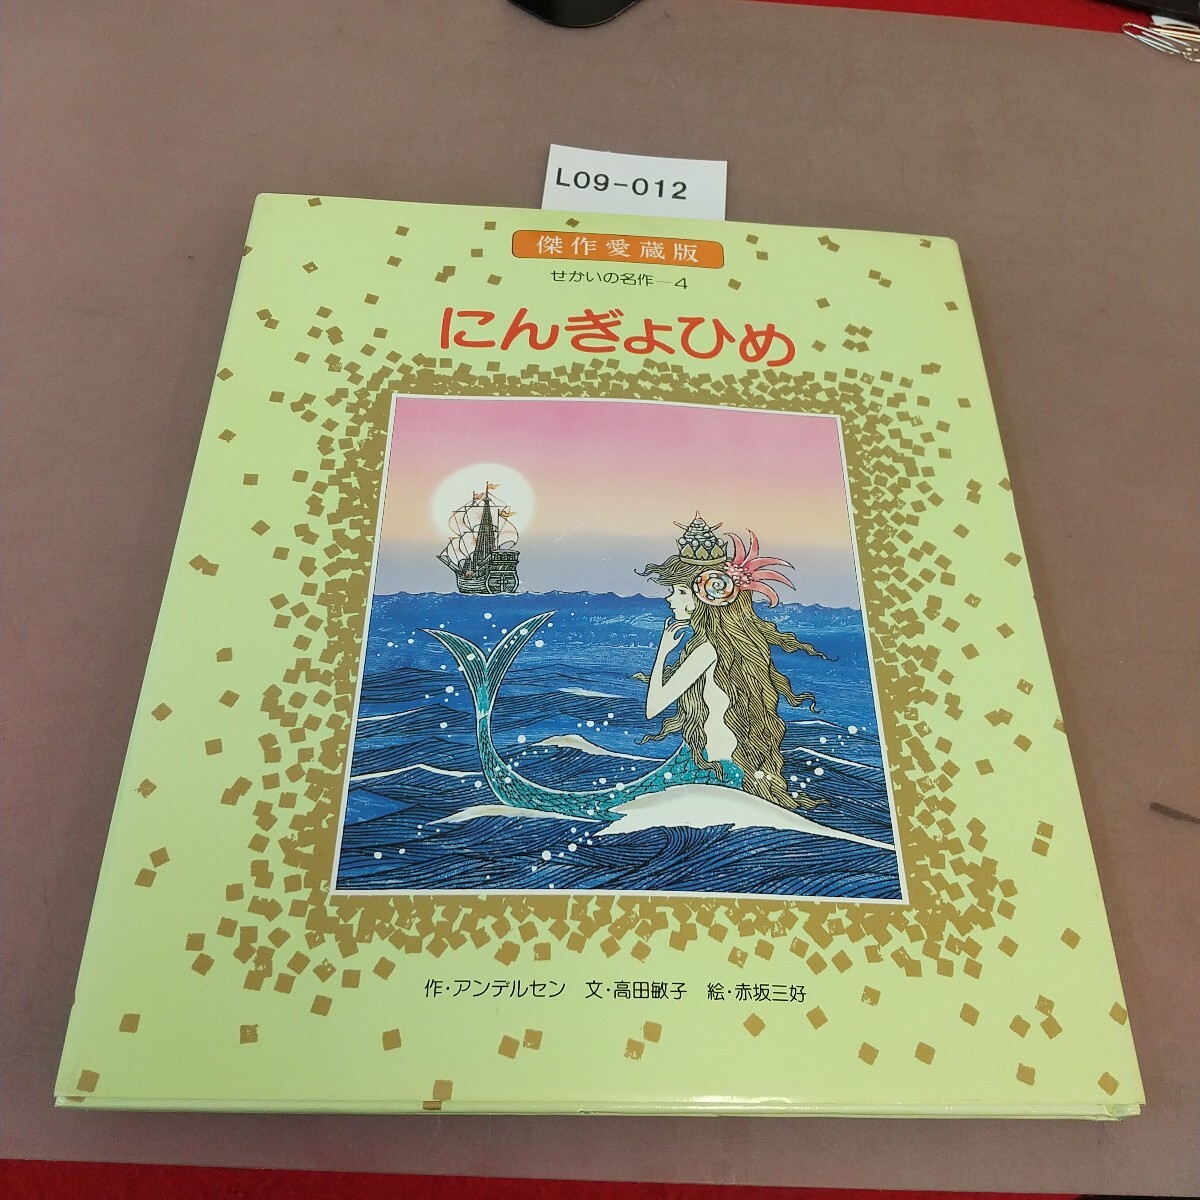 L09-012
傑作愛蔵版
せかいの名作—4
にんぎょひめ
作・アンデルセン 文・高田敏子 絵・赤坂三好